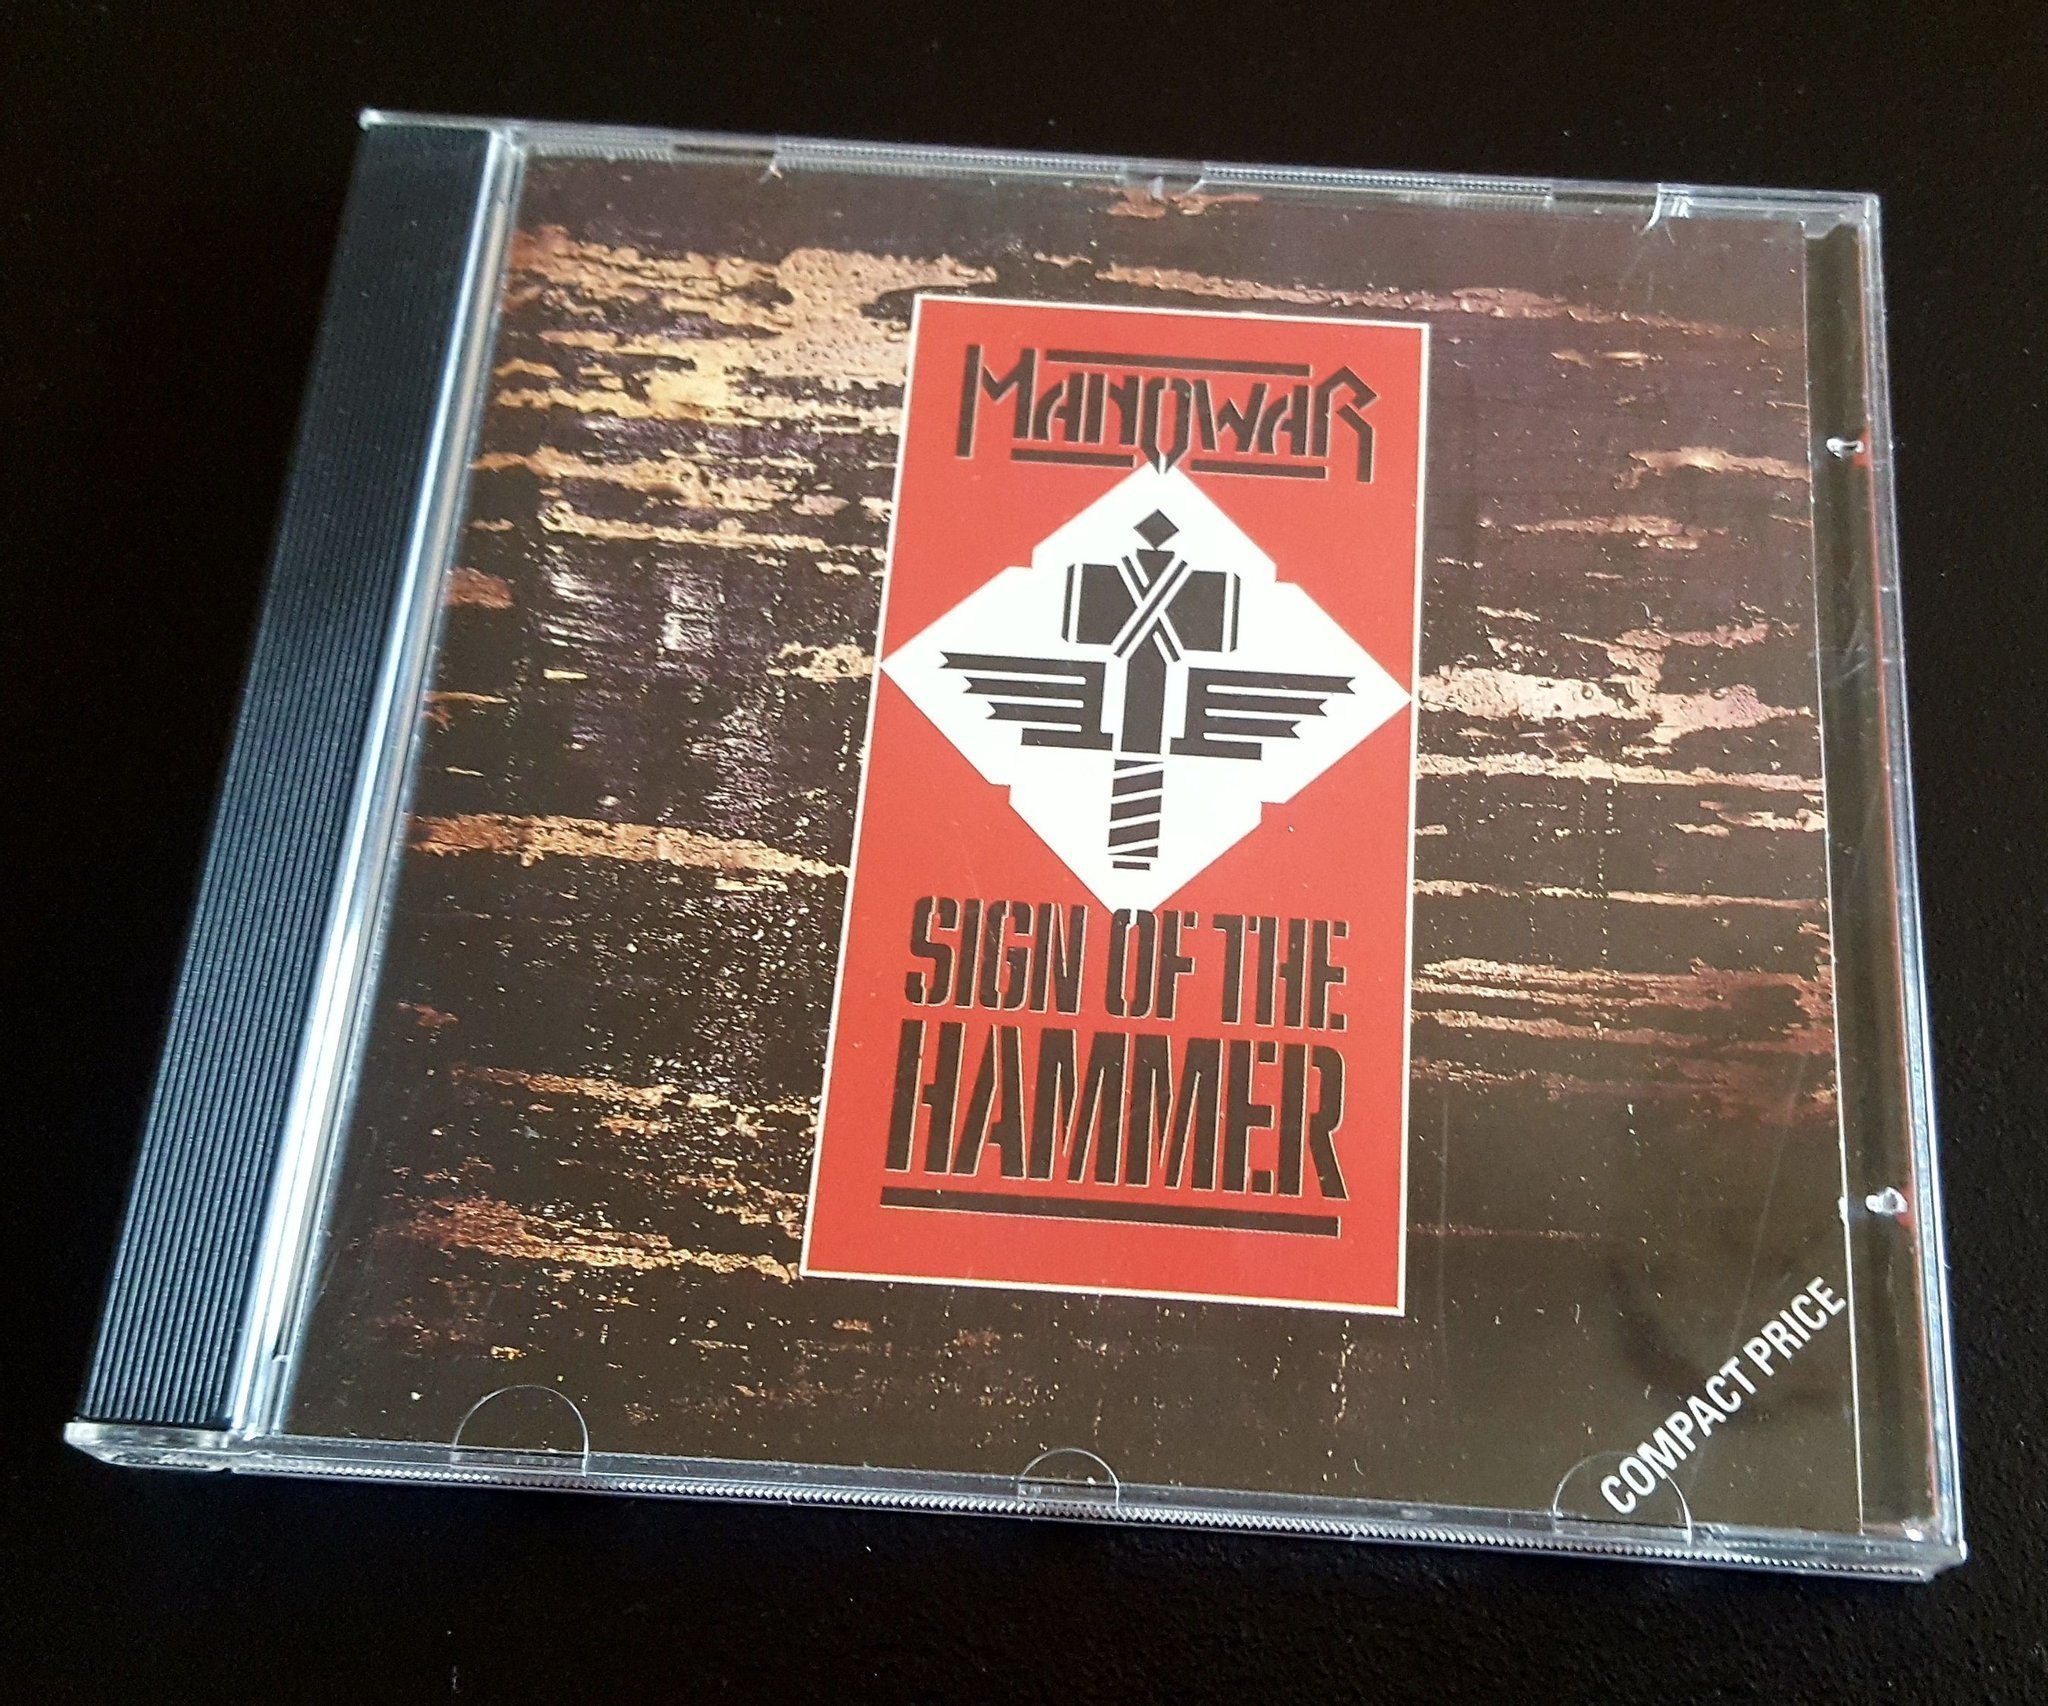 MANOWAR
SIGN OF THE
HAMMER
COMPACT PRICE